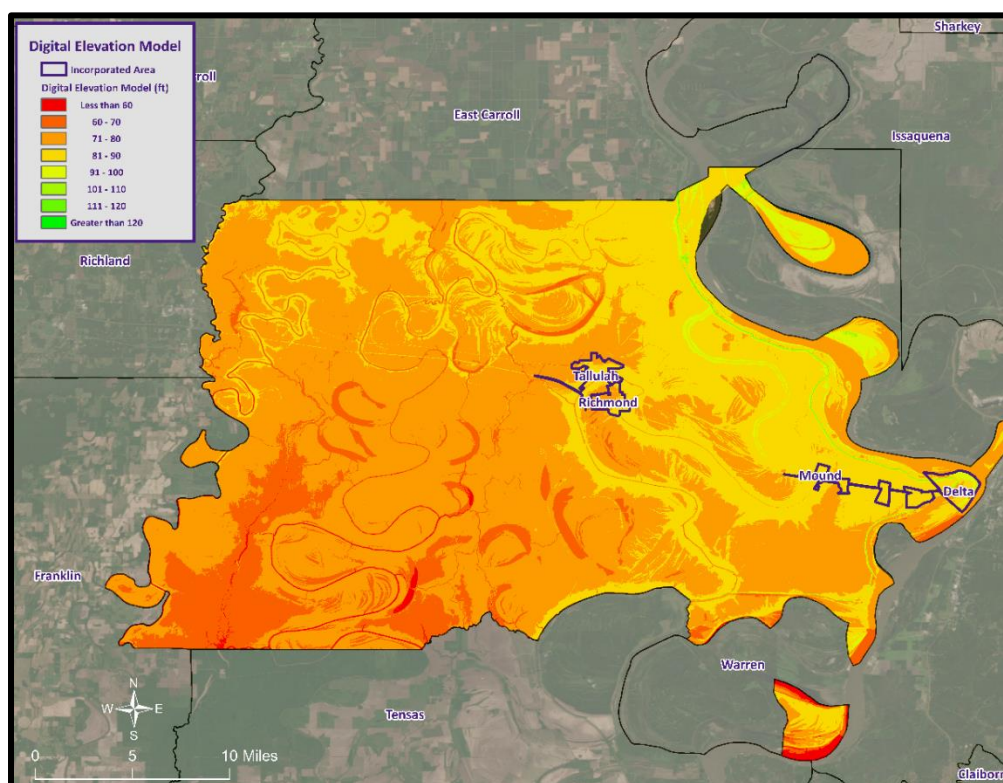 Digital Elevation Model
Incorporated Area
Digital Elevation Model (ft)
Less than 60
60 - 70
71 - 80
81 - 90
91 - 100
101 - 110
111 - 120
Greater than 120
roll
Sharkey
East Carroll
Issaquena
Richland
Tallulah
Richmond
Mound
Delta
Franklin
Warren
Tensas
N
W E
S
0 5 10 Miles
Claibor